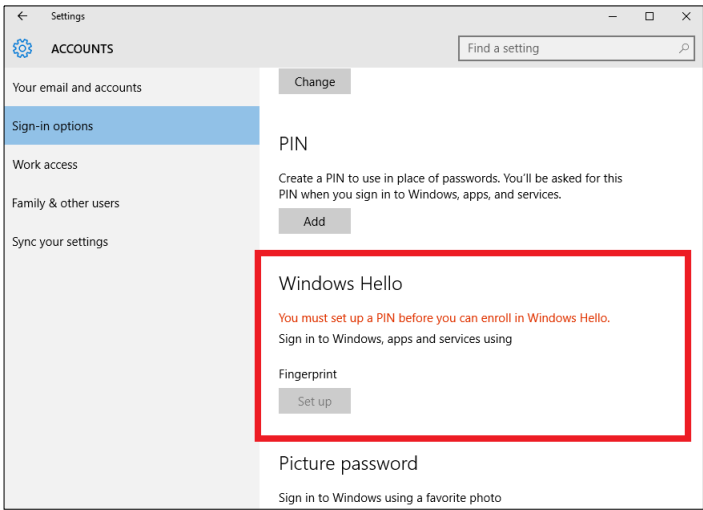 Settings
ACCOUNTS
Find a setting
Your email and accounts
Sign-in options
Work access
Family & other users
Sync your settings
Change
PIN
Create a PIN to use in place of passwords. You'll be asked for this
PIN when you sign in to Windows, apps, and services.
Add
Windows Hello
You must set up a PIN before you can enroll in Windows Hello.
Sign in to Windows, apps and services using
Fingerprint
Set up
Picture password
Sign in to Windows using a favorite photo